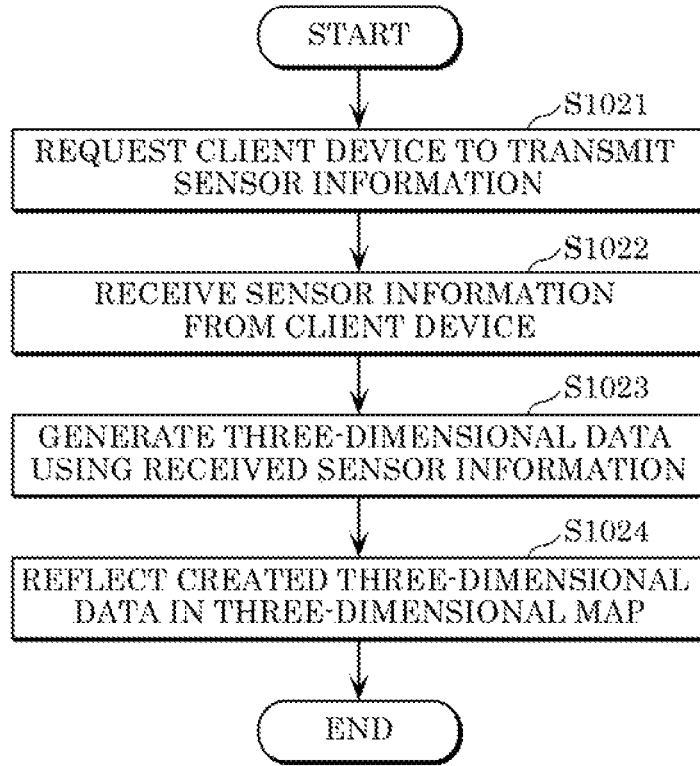 START
S1021
REQUEST CLIENT DEVICE TO TRANSMIT
SENSOR INFORMATION
S1022
RECEIVE SENSOR INFORMATION
FROM CLIENT DEVICE
S1023
GENERATE THREE-DIMENSIONAL DATA
USING RECEIVED SENSOR INFORMATION
S1024
REFLECT CREATED THREE-DIMENSIONAL
DATA IN THREE-DIMENSIONAL MAP
END